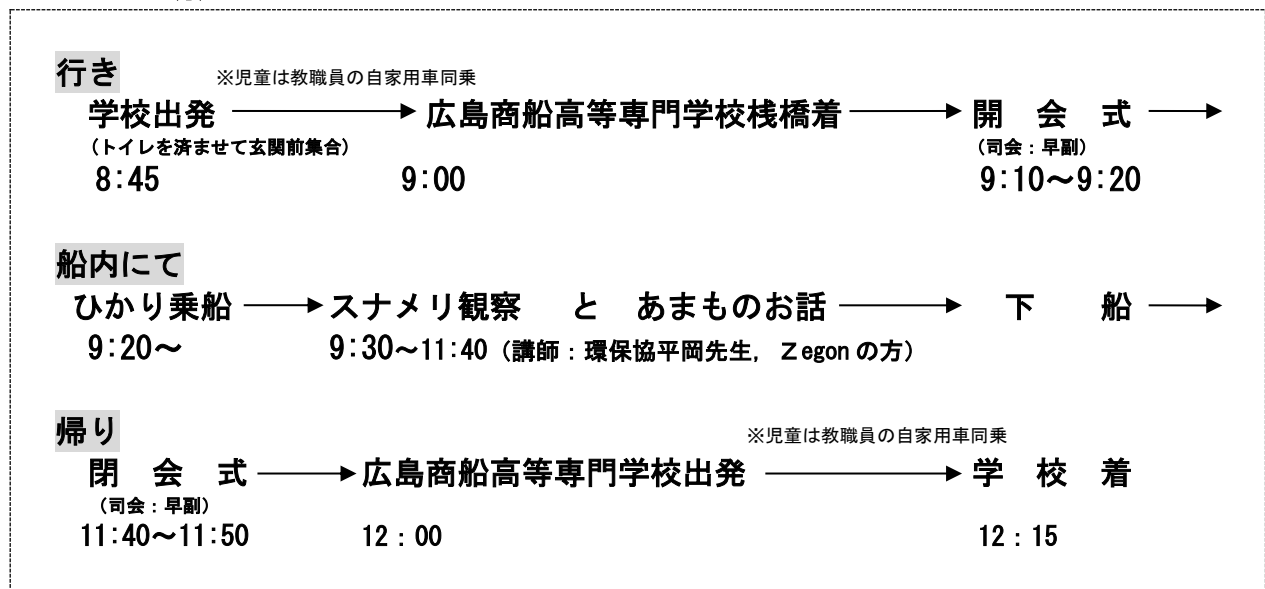 行き
※児童は教職員の自家用車同乗
学校出発 → 広島商船高等専門学校桟橋着 → 開 会 式 →
（トイレを済ませて玄関前集合） （司会：早副）
8:45 9:00 9:10～9:20
船内にて
ひかり乗船 → スナメリ観察 と あまものお話 → 下 船 →
9:20～ 9:30～11:40（講師：環保協平岡先生，Ｚegonの方）
帰り
※児童は教職員の自家用車同乗
閉 会 式 → 広島商船高等専門学校出発 → 学 校 着
（司会：早副）
11:40～11:50 12：00 12：15